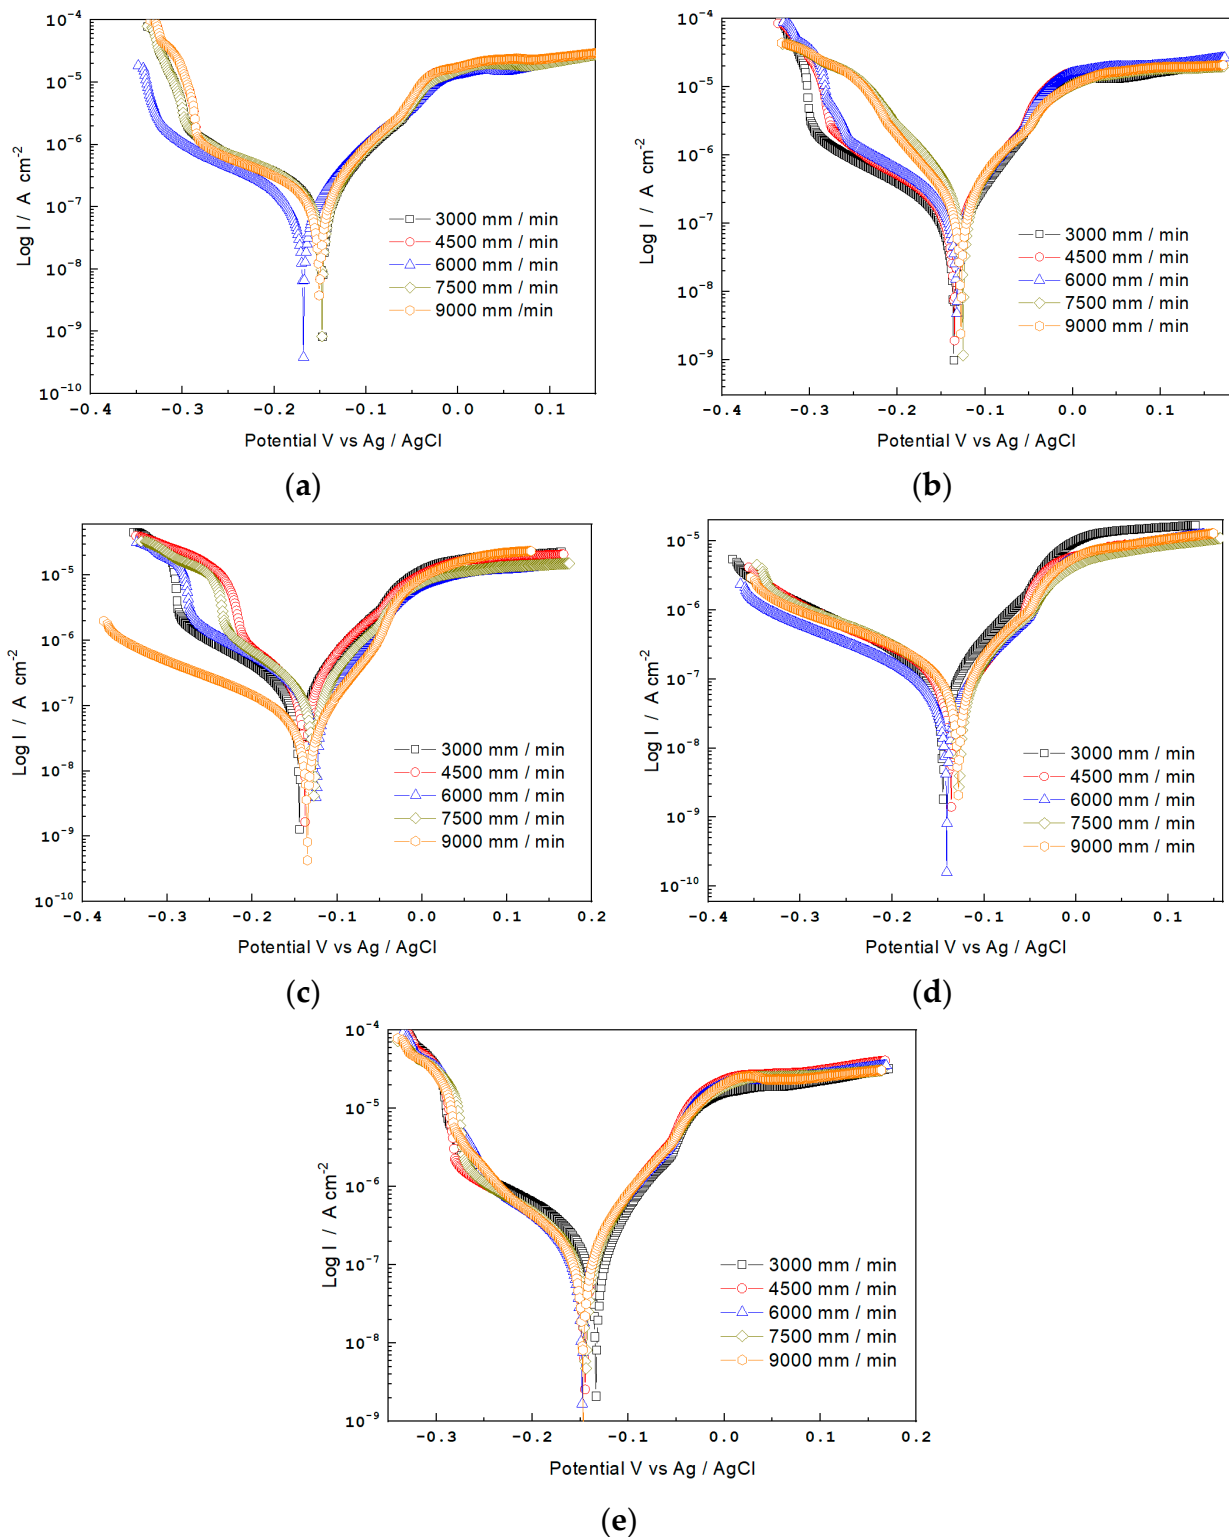 10⁻⁴
10⁻⁵
10⁻⁶
10⁻⁷
10⁻⁸
10⁻⁹
10⁻¹⁰
Log I / A cm⁻²
3000 mm / min
4500 mm / min
6000 mm / min
7500 mm / min
9000 mm /min
−0.4 −0.3 −0.2 −0.1 0.0 0.1
Potential V vs Ag / AgCl
(a)
10⁻⁴
10⁻⁵
10⁻⁶
10⁻⁷
10⁻⁸
10⁻⁹
Log I / A cm⁻²
3000 mm / min
4500 mm / min
6000 mm / min
7500 mm / min
9000 mm / min
−0.4 −0.3 −0.2 −0.1 0.0 0.1
Potential V vs Ag / AgCl
(b)
10⁻⁵
10⁻⁶
10⁻⁷
10⁻⁸
10⁻⁹
10⁻¹⁰
Log I / A cm⁻²
3000 mm / min
4500 mm / min
6000 mm / min
7500 mm / min
9000 mm / min
−0.4 −0.3 −0.2 −0.1 0.0 0.1 0.2
Potential V vs Ag / AgCl
(c)
10⁻⁵
10⁻⁶
10⁻⁷
10⁻⁸
10⁻⁹
10⁻¹⁰
Log I / A cm⁻²
3000 mm / min
4500 mm / min
6000 mm / min
7500 mm / min
9000 mm / min
−0.4 −0.3 −0.2 −0.1 0.0 0.1
Potential V vs Ag / AgCl
(d)
10⁻⁴
10⁻⁵
10⁻⁶
10⁻⁷
10⁻⁸
10⁻⁹
Log I / A cm⁻²
3000 mm / min
4500 mm / min
6000 mm / min
7500 mm / min
9000 mm / min
−0.3 −0.2 −0.1 0.0 0.1 0.2
Potential V vs Ag / AgCl
(e)